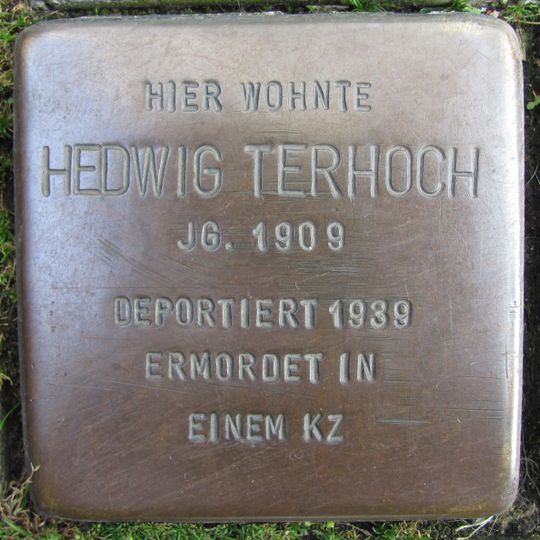 HIER WOHNTE
HEDWIG TERHOCH
JG. 1909
DEPORTIERT 1939
ERMORDET IN
EINEM KZ